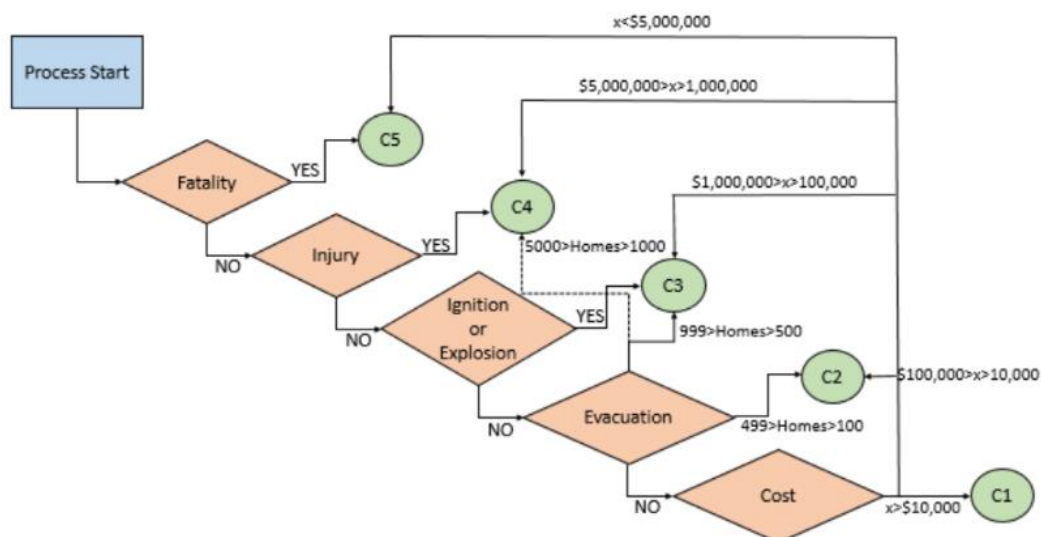 x<$5,000,000
Process Start
$5,000,000>x>1,000,000
C5
YES
Fatality
$1,000,000>x>100,000
C4
NO
Injury
YES
5000>Homes>1000
C3
NO
Ignition
or
Explosion
YES
999>Homes>500
C2
$100,000>x>10,000
NO
Evacuation
499>Homes>100
NO
Cost
x>$10,000
C1